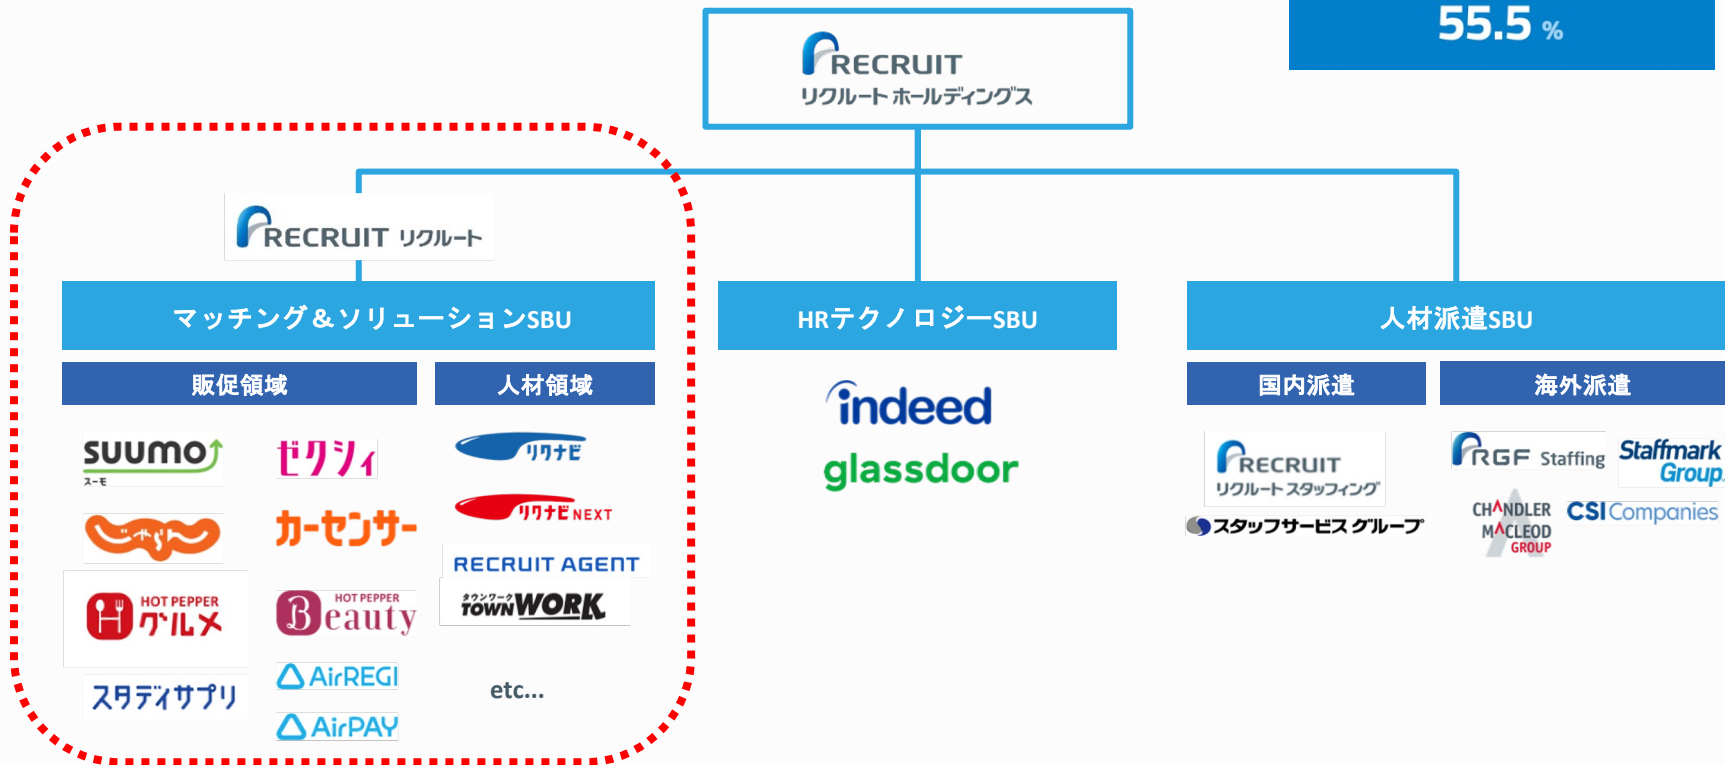 55.5 %
RECRUIT
リクルート ホールディングス
RECRUIT リクルート
マッチング＆ソリューションSBU
HRテクノロジーSBU
人材派遣SBU
販促領域
人材領域
国内派遣
海外派遣
SUUMO
スーモ
ゼクシィ
じゃらん
カーセンサー
HOT PEPPER
グルメ
HOT PEPPER
Beauty
スタディサプリ
AirREGI
AirPAY
リクナビ
リクナビNEXT
RECRUIT AGENT
タウンワーク
TOWNWORK
etc...
indeed
glassdoor
RECRUIT
リクルート スタッフィング
スタッフサービス グループ
RGF Staffing
Staffmark
Group
CHANDLER
MACLEOD
GROUP
CSI Companies